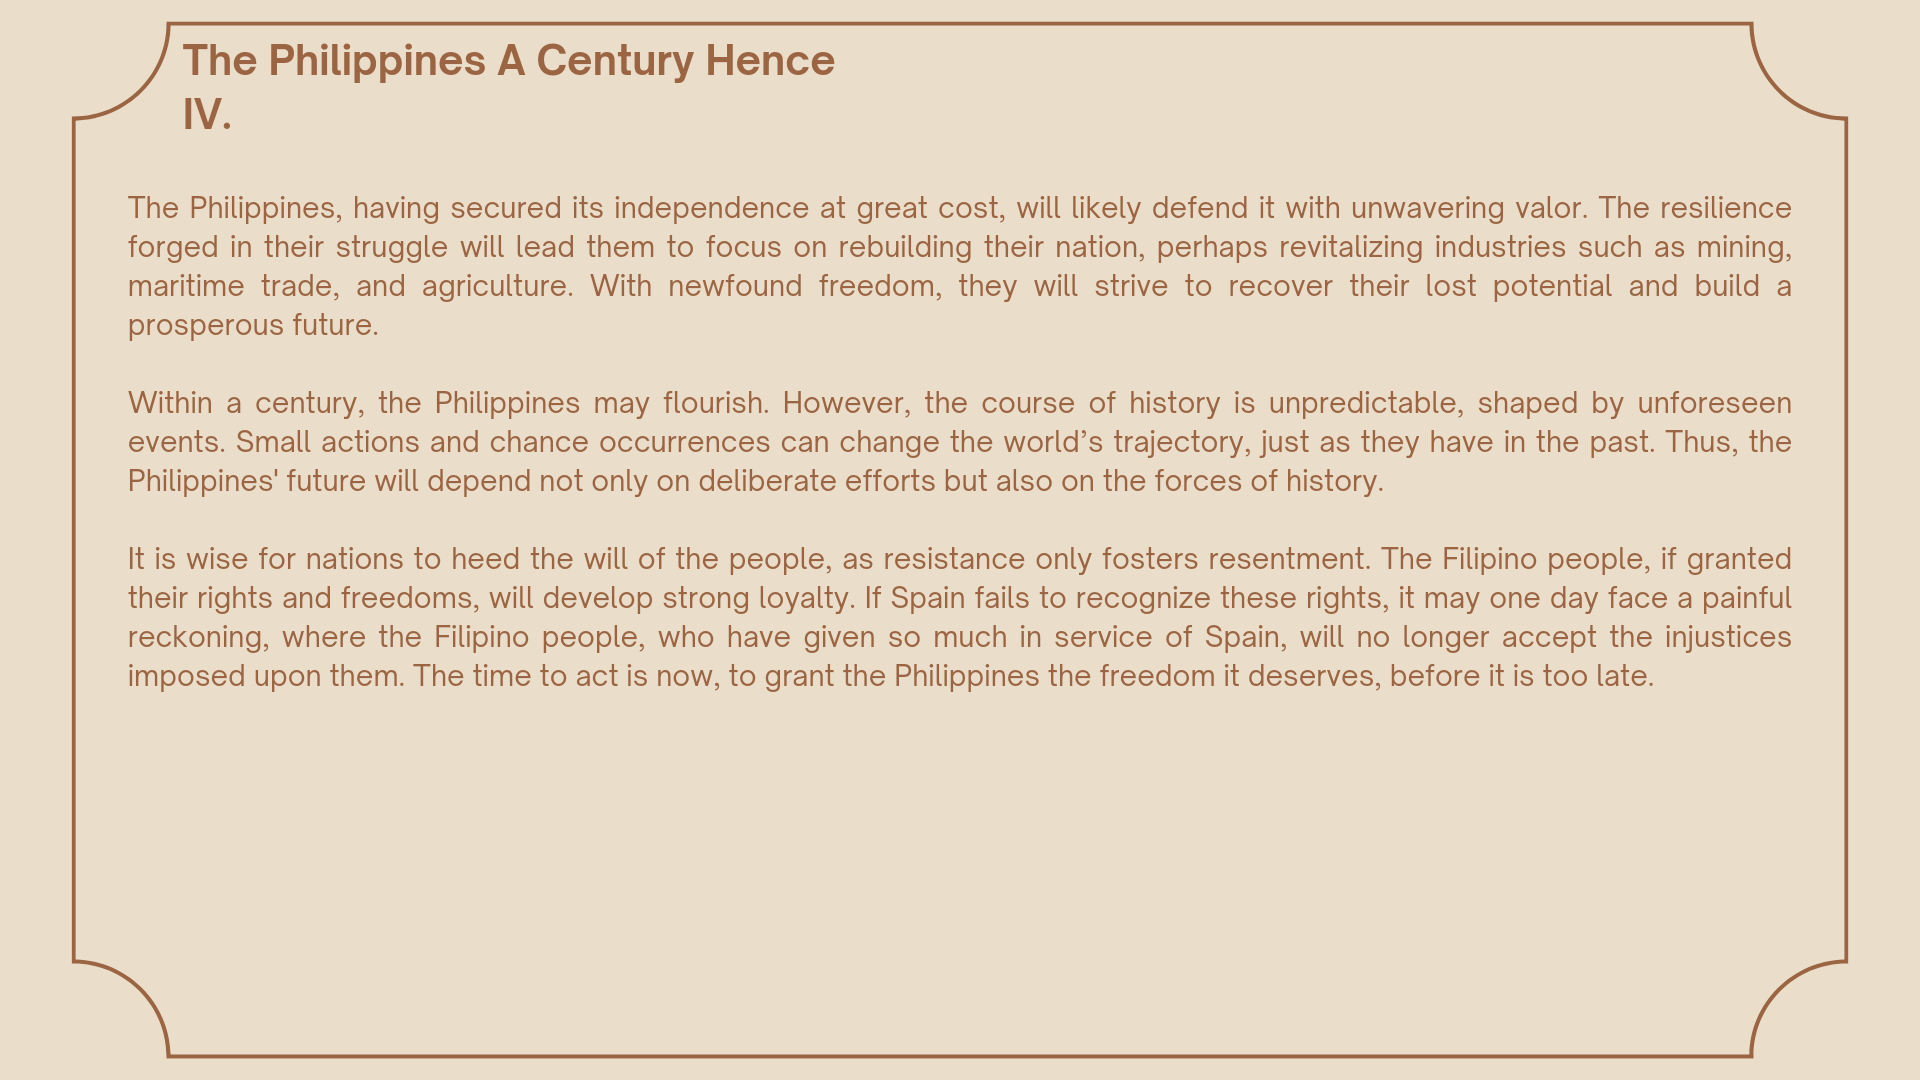 The Philippines A Century Hence
IV.
The Philippines, having secured its independence at great cost, will likely defend it with unwavering valor. The resilience
forged in their struggle will lead them to focus on rebuilding their nation, perhaps revitalizing industries such as mining,
maritime trade, and agriculture. With newfound freedom, they will strive to recover their lost potential and build a
prosperous future.
Within a century, the Philippines may flourish. However, the course of history is unpredictable, shaped by unforeseen
events. Small actions and chance occurrences can change the world’s trajectory, just as they have in the past. Thus, the
Philippines' future will depend not only on deliberate efforts but also on the forces of history.
It is wise for nations to heed the will of the people, as resistance only fosters resentment. The Filipino people, if granted
their rights and freedoms, will develop strong loyalty. If Spain fails to recognize these rights, it may one day face a painful
reckoning, where the Filipino people, who have given so much in service of Spain, will no longer accept the injustices
imposed upon them. The time to act is now, to grant the Philippines the freedom it deserves, before it is too late.